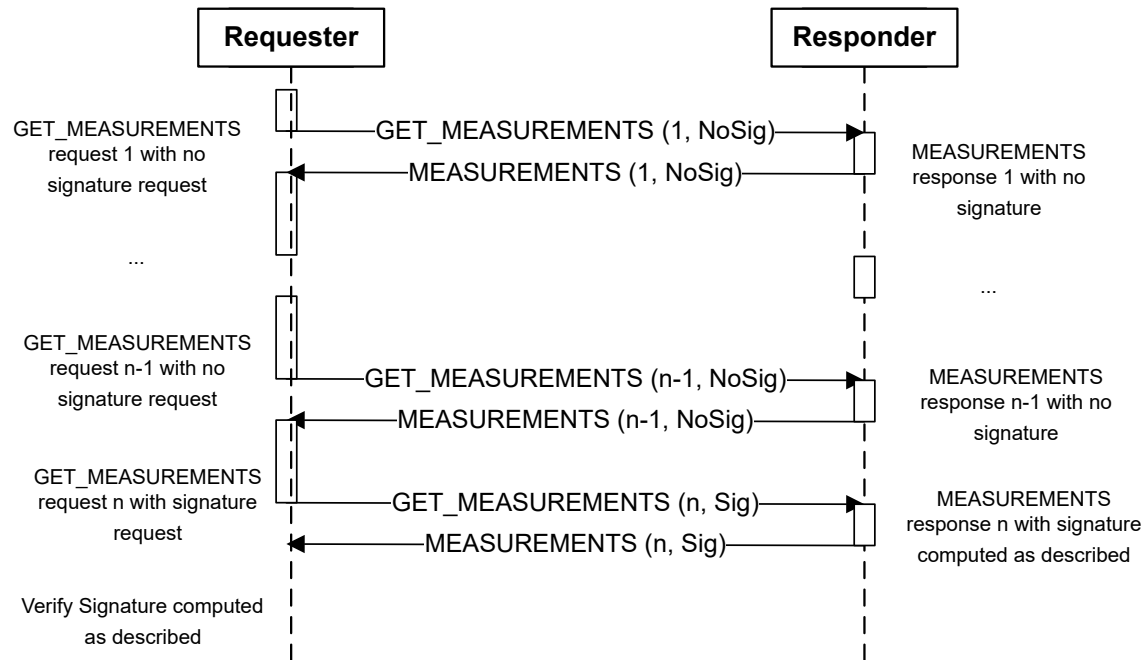 Requester
Responder
GET_MEASUREMENTS
request 1 with no
signature request
GET_MEASUREMENTS (1, NoSig)
MEASUREMENTS (1, NoSig)
MEASUREMENTS
response 1 with no
signature
...
...
GET_MEASUREMENTS
request n-1 with no
signature request
GET_MEASUREMENTS (n-1, NoSig)
MEASUREMENTS (n-1, NoSig)
MEASUREMENTS
response n-1 with no
signature
GET_MEASUREMENTS
request n with signature
request
GET_MEASUREMENTS (n, Sig)
MEASUREMENTS (n, Sig)
MEASUREMENTS
response n with signature
computed as described
Verify Signature computed
as described